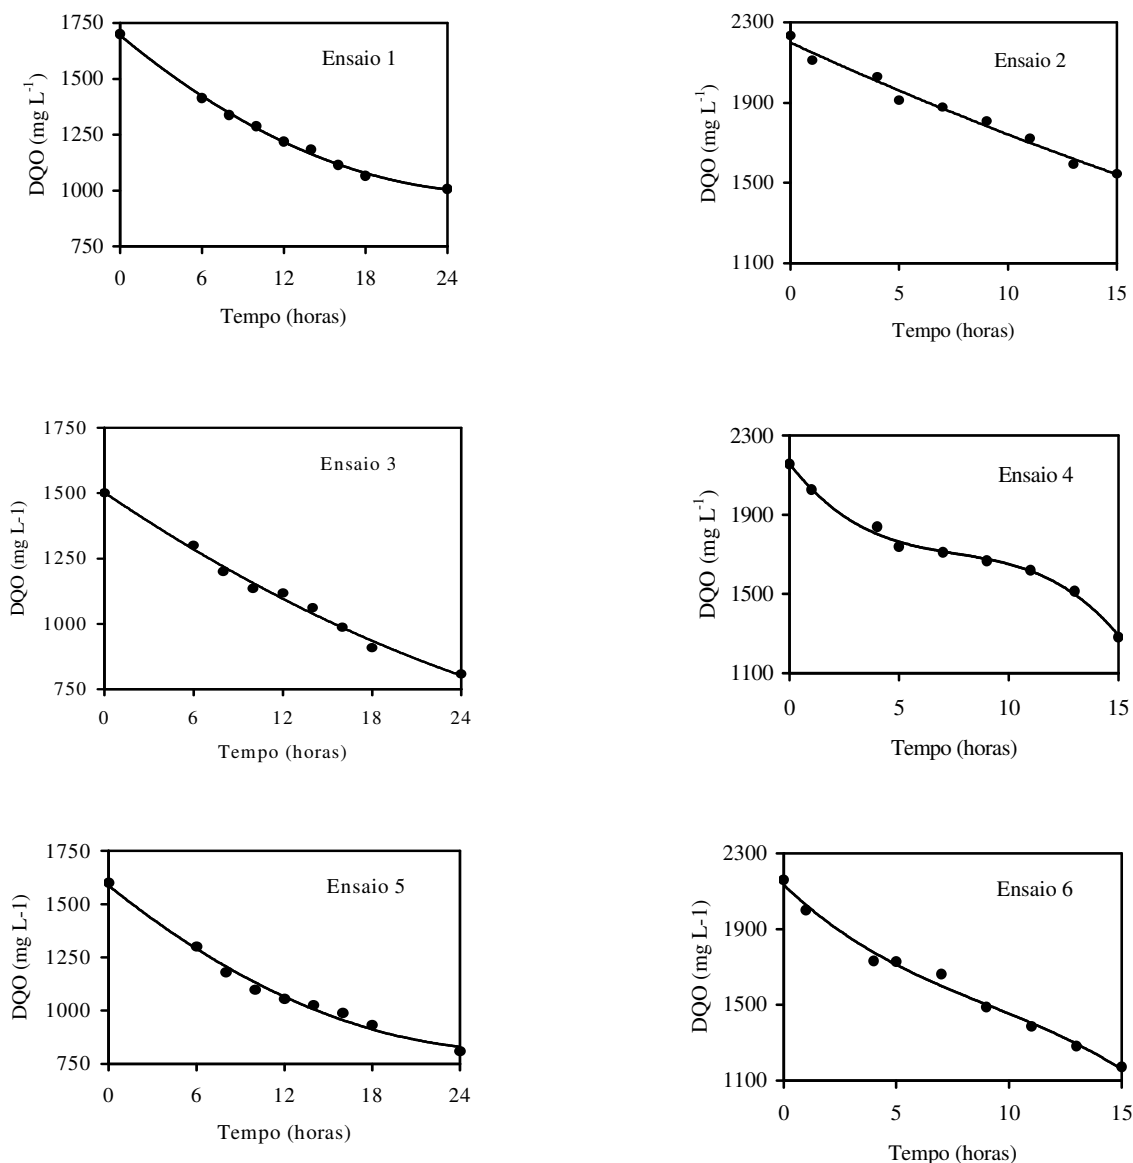 1750
1500
1250
1000
750
DQO (mg L⁻¹)
Ensaio 1
0 6 12 18 24
Tempo (horas)
2300
1900
1500
1100
DQO (mg L⁻¹)
Ensaio 2
0 5 10 15
Tempo (horas)
1750
1500
1250
1000
750
DQO (mg L-1)
Ensaio 3
0 6 12 18 24
Tempo (horas)
2300
1900
1500
1100
DQO (mg L⁻¹)
Ensaio 4
0 5 10 15
Tempo (horas)
1750
1500
1250
1000
750
DQO (mg L-1)
Ensaio 5
0 6 12 18 24
Tempo (horas)
2300
1900
1500
1100
DQO (mg L-1)
Ensaio 6
0 5 10 15
Tempo (horas)